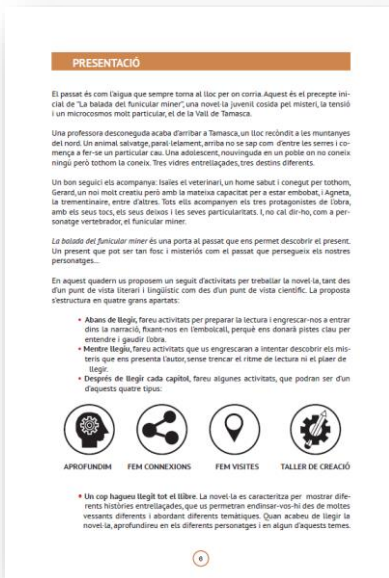 PRESENTACIÓ
El passat és com l'aigua que sempre torna al lloc per on corria. Aquest és el precepte ini-
cial de "La balada del funicular miner", una novel·la juvenil cosida pel misteri, la tensió
i un microcosmos molt particular, el de la Vall de Tamasca.
Una professora desconeguda acaba d'arribar a Tamasca, un lloc recòndit a les muntanyes
del nord. Un animal salvatge, paral·lelament, arriba no se sap com d'entre les serres i co-
mença a fer-se un particular cau. Una adolescent, nouvinguda en un poble on no coneix
ningú però tothom la coneix. Tres vides entrellaçades, tres destins diferents.
Un bon seguici els acompanya: Isaïes el veterinari, un home sabut i conegut per tothom,
Gerard, un noi molt creatiu però amb la mateixa capacitat per a estar embobat, i Agneta,
la trementinaire, entre d'altres. Tots ells acompanyen els tres protagonistes de l'obra,
amb els seus tocs, els seus deixos i les seves particularitats. I, no cal dir-ho, com a per-
sonatge vertebrador, el funicular miner.
La balada del funicular miner és una porta al passat que ens permet descobrir el present.
Un present que pot ser tan fosc i misteriós com el passat que persegueix els nostres
personatges...
En aquest quadern us proposem un seguit d'activitats per treballar la novel·la, tant des
d'un punt de vista literari i lingüístic com des d'un punt de vista científic. La proposta
s'estructura en quatre grans apartats:
• Abans de llegir, fareu activitats per preparar la lectura i engrescar-nos a entrar
dins la narració, fixant-nos en l'embolcall, perquè ens donarà pistes clau per
entendre i gaudir l'obra.
• Mentre llegiu, fareu activitats que us engrescaran a intentar descobrir els mis-
teris que ens presenta l'autor, sense trencar el ritme de lectura ni el plaer de
llegir.
• Després de llegir cada capítol, fareu algunes activitats, que podran ser d'un
d'aquests quatre tipus:
APROFUNDIM FEM CONNEXIONS FEM VISITES TALLER DE CREACIÓ
• Un cop hagueu llegit tot el llibre. La novel·la es caracteritza per mostrar dife-
rents històries entrellaçades, que us permetran endinsar-vos-hi des de moltes
vessants diferents i abordant diferents temàtiques. Quan acabeu de llegir la
novel·la, aprofundireu en els diferents personatges i en algun d'aquests temes.
6